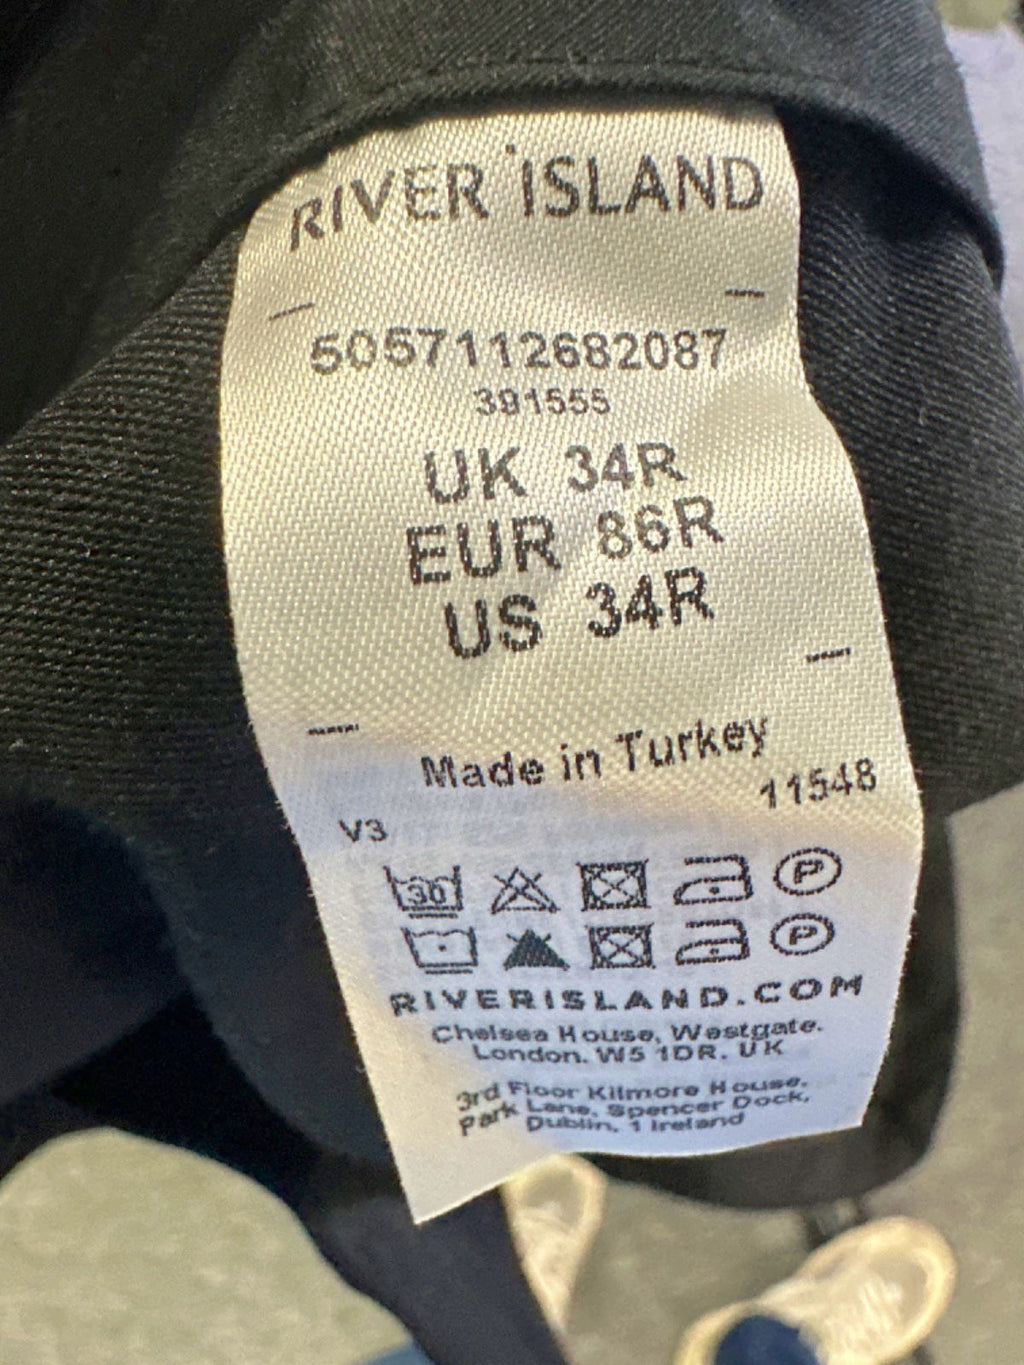 RIVER ISLAND
5057112682087
391555
UK 34R
EUR 86R
US 34R
Made in Turkey
11548
V3
30 P
P
RIVERISLAND.COM
Chelsea House, Westgate.
London. W5 1DR. UK
3rd Floor Kilmore House,
Park Lane, Spencer Dock,
Dublin, 1 Ireland